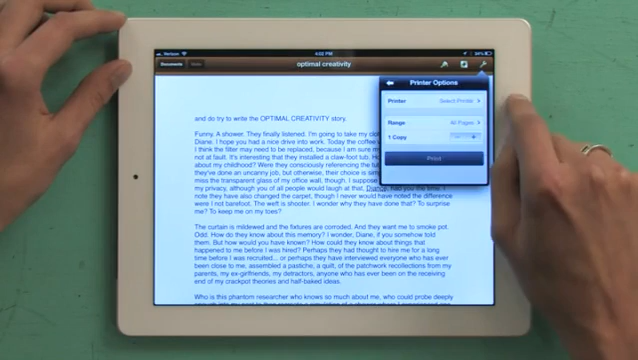 Verizon
4:02 PM
Documents
optimal creativity
Printer Options
Printer Select Printer
Range All Pages
1 Copy
Print
and do try to write the OPTIMAL CREATIVITY story.
Funny. A shower. They finally listened. I'm going to take my
Diane. I hope you had a nice drive into work. Today the coffee
I think the filter may need to be replaced, because I am sure
not at fault. It's interesting that they installed a claw-foot tub.
about my childhood? Were they consciously referencing the
they've done an uncanny job, but otherwise, their choice is
miss the transparent glass of my office wall, though. I suppose
my privacy, although you of all people would laugh at that, Diane, had you the time. I
note they have also changed the carpet, though I never would have noted the difference
were I not barefoot. The weft is shorter. I wonder why they have done that? To surprise
me? To keep me on my toes?
The curtain is mildewed and the fixtures are corroded. And they want me to smoke pot.
Odd. How do they know about this memory? I wonder, Diane, if you somehow told
them. But how would you have known? How could they know about things that
happened to me before I was recruited... or perhaps they have interviewed everyone who has ever
been close to me, assembled a pastiche, a quilt, of the patchwork recollections from my
parents, my ex-girlfriends, my detractors, anyone who has ever been on the receiving
end of my crackpot theories and half-baked ideas.
Who is this phantom researcher who knows so much about me, who could probe deeply